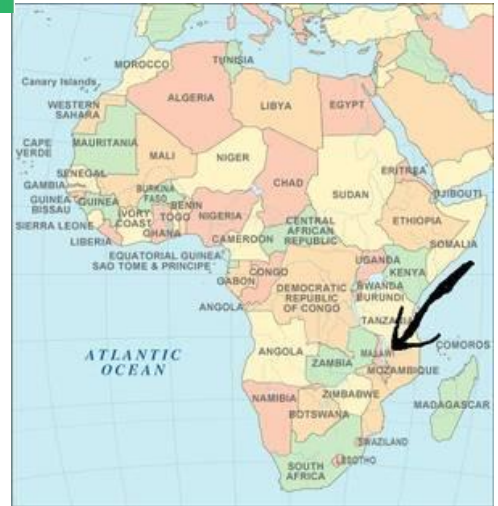 MOROCCO
TUNISIA
Canary Islands
ALGERIA
LIBYA
EGYPT
WESTERN
SAHARA
CAPE
VERDE
MAURITANIA
MALI
NIGER
CHAD
SUDAN
ERITREA
DJIBOUTI
SENEGAL
GAMBIA
GUINEA
BISSAU
GUINEA
BURKINA
FASO
BENIN
TOGO
NIGERIA
IVORY
COAST
GHANA
SIERRA LEONE
LIBERIA
CAMEROON
CENTRAL
AFRICAN
REPUBLIC
ETHIOPIA
SOMALIA
EQUATORIAL GUINEA
SAO TOME & PRINCIPE
GABON
CONGO
DEMOCRATIC
REPUBLIC
OF CONGO
UGANDA
KENYA
RWANDA
BURUNDI
ANGOLA
TANZANIA
ATLANTIC
OCEAN
ANGOLA
ZAMBIA
MALAWI
COMOROS
MOZAMBIQUE
ZIMBABWE
NAMIBIA
BOTSWANA
MADAGASCAR
SWAZILAND
LESOTHO
SOUTH
AFRICA